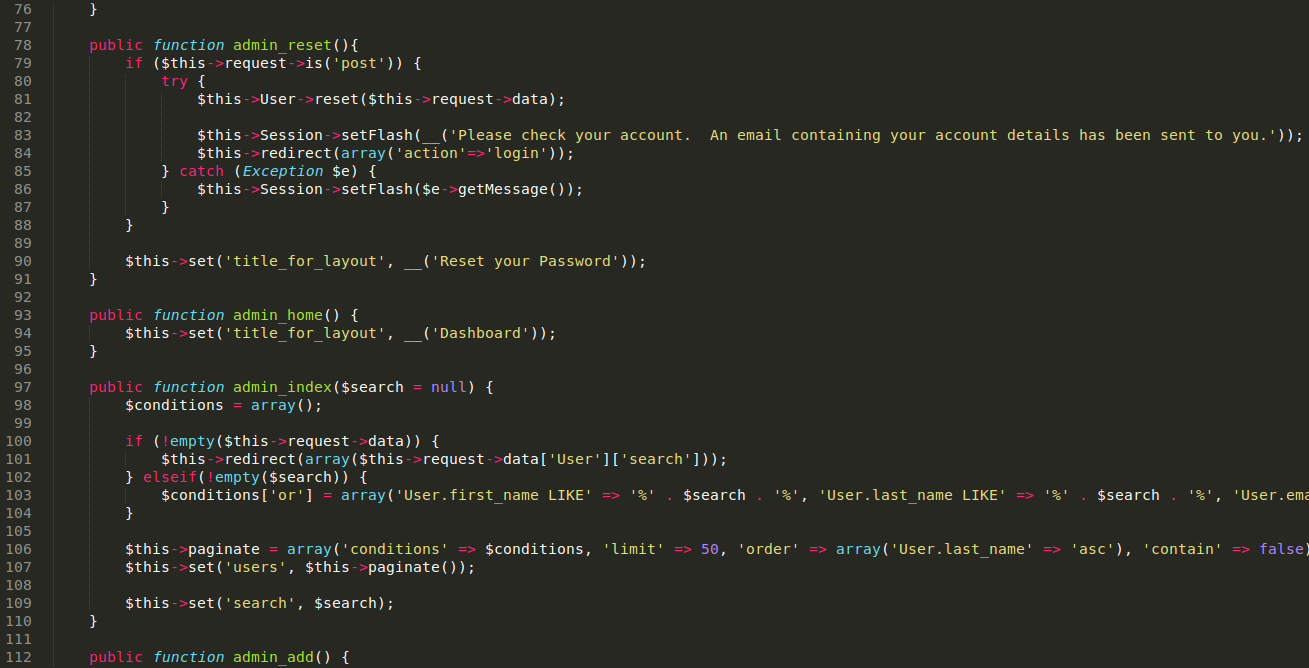 76 }
77
78 public function admin_reset(){
79 if ($this->request->is('post')) {
80 try {
81 $this->User->reset($this->request->data);
82
83 $this->Session->setFlash(__('Please check your account.  An email containing your account details has been sent to you.'));
84 $this->redirect(array('action'=>'login'));
85 } catch (Exception $e) {
86 $this->Session->setFlash($e->getMessage());
87 }
88 }
89
90 $this->set('title_for_layout', __('Reset your Password'));
91 }
92
93 public function admin_home() {
94 $this->set('title_for_layout', __('Dashboard'));
95 }
96
97 public function admin_index($search = null) {
98 $conditions = array();
99
100 if (!empty($this->request->data)) {
101 $this->redirect(array($this->request->data['User']['search']));
102 } elseif(!empty($search)) {
103 $conditions['or'] = array('User.first_name LIKE' => '%' . $search . '%', 'User.last_name LIKE' => '%' . $search . '%', 'User.ema
104 }
105
106 $this->paginate = array('conditions' => $conditions, 'limit' => 50, 'order' => array('User.last_name' => 'asc'), 'contain' => false)
107 $this->set('users', $this->paginate());
108
109 $this->set('search', $search);
110 }
111
112 public function admin_add() {